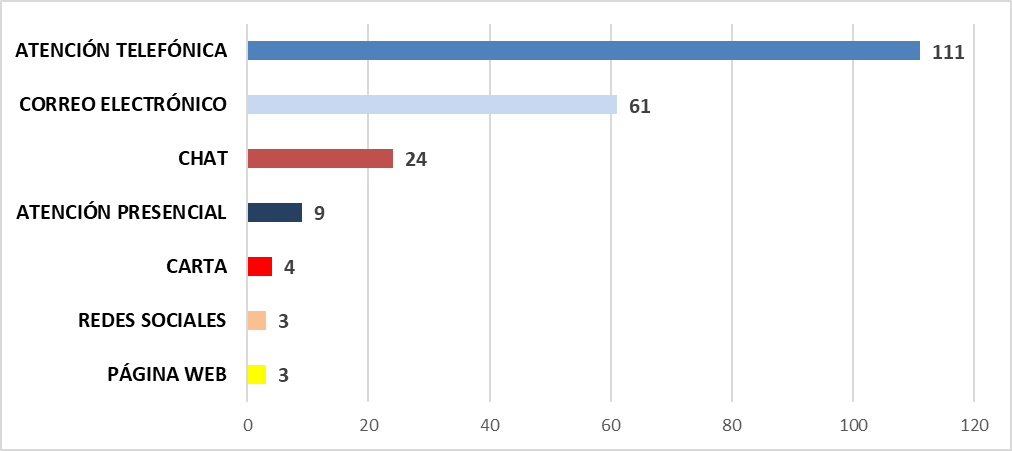 ATENCIÓN TELEFÓNICA 111
CORREO ELECTRÓNICO 61
CHAT 24
ATENCIÓN PRESENCIAL 9
CARTA 4
REDES SOCIALES 3
PÁGINA WEB 3
0 20 40 60 80 100 120